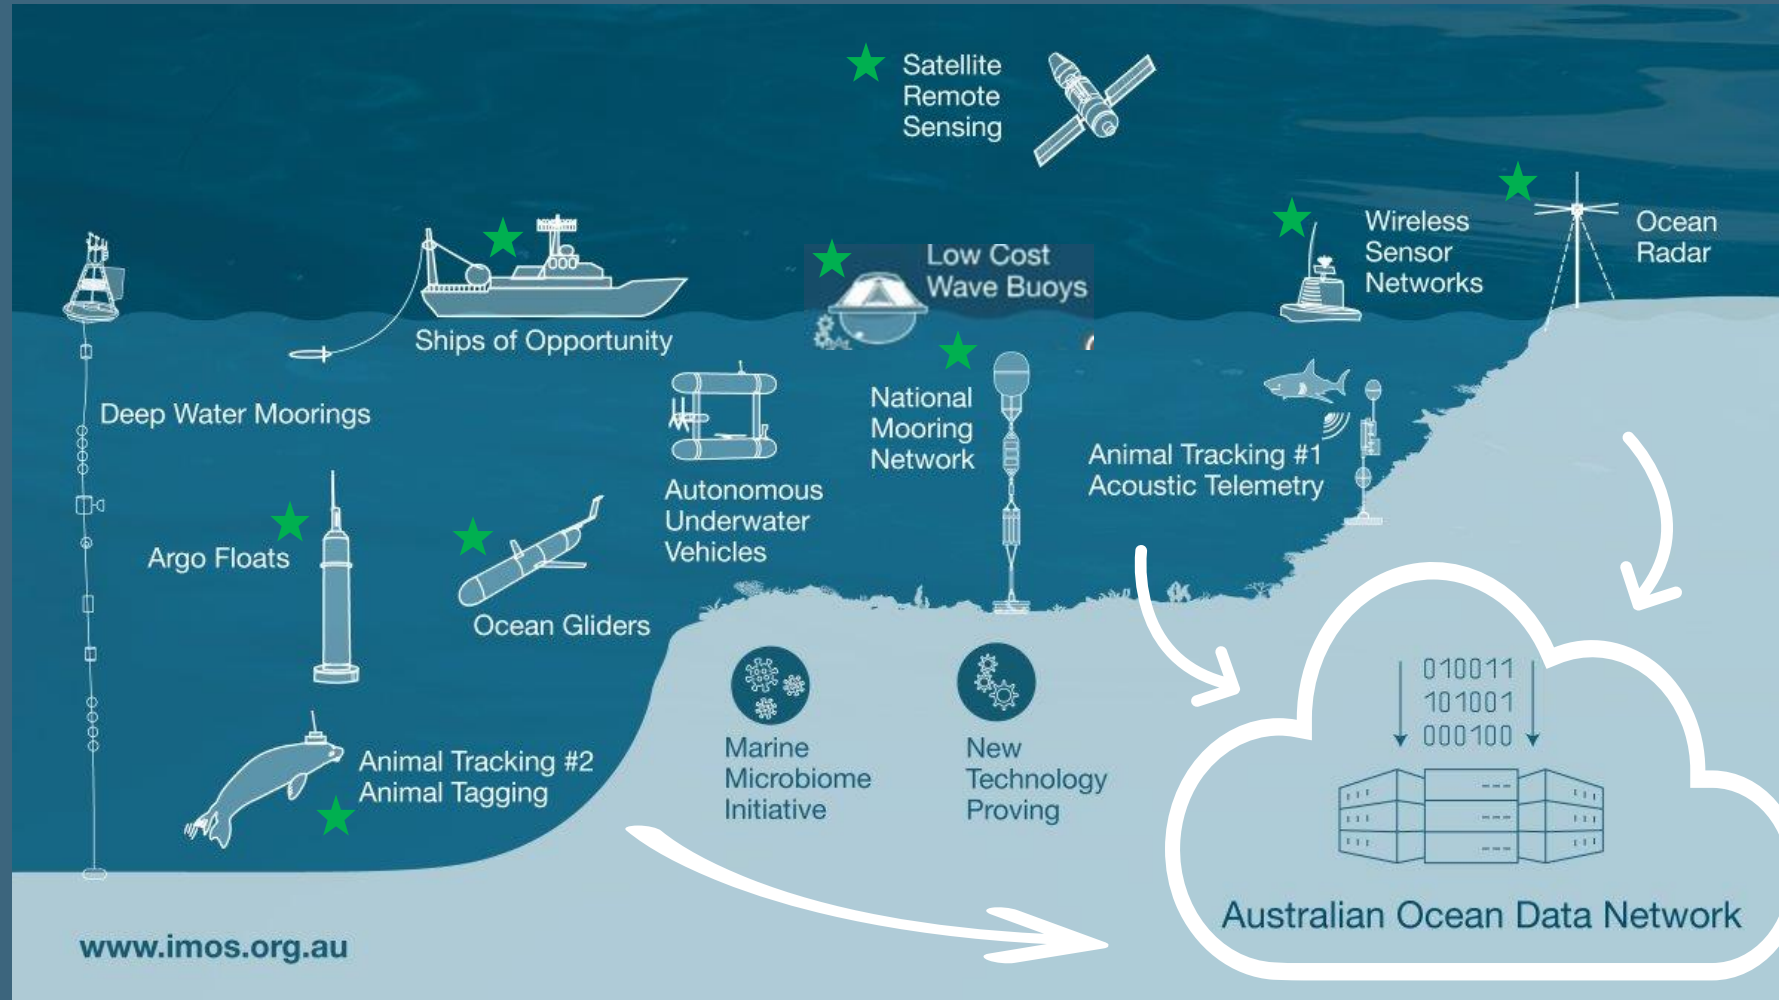 Satellite
Remote
Sensing
Wireless
Sensor
Networks
Ocean
Radar
Low Cost
Wave Buoys
Ships of Opportunity
Deep Water Moorings
National
Mooring
Network
Animal Tracking #1
Acoustic Telemetry
Autonomous
Underwater
Vehicles
Argo Floats
Ocean Gliders
Animal Tracking #2
Animal Tagging
Marine
Microbiome
Initiative
New
Technology
Proving
010011
101001
000100
Australian Ocean Data Network
www.imos.org.au